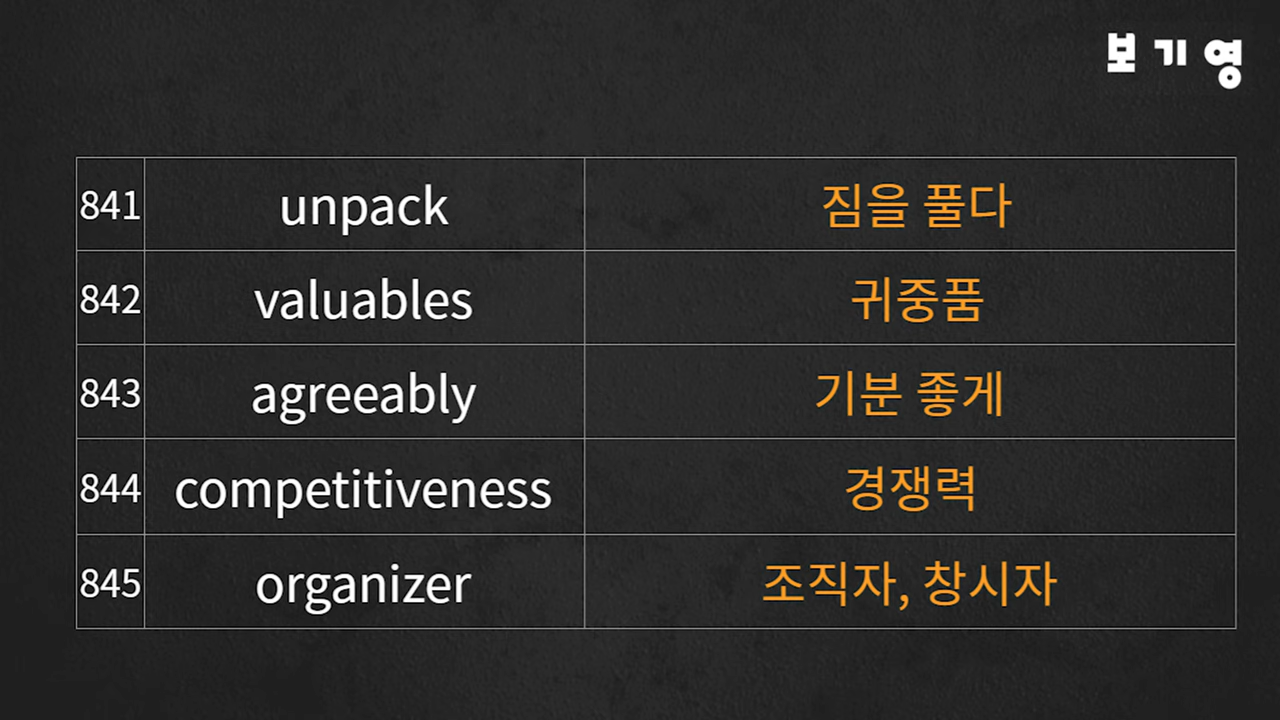 보기영
841 unpack 짐을 풀다
842 valuables 귀중품
843 agreeably 기분 좋게
844 competitiveness 경쟁력
845 organizer 조직자, 창시자